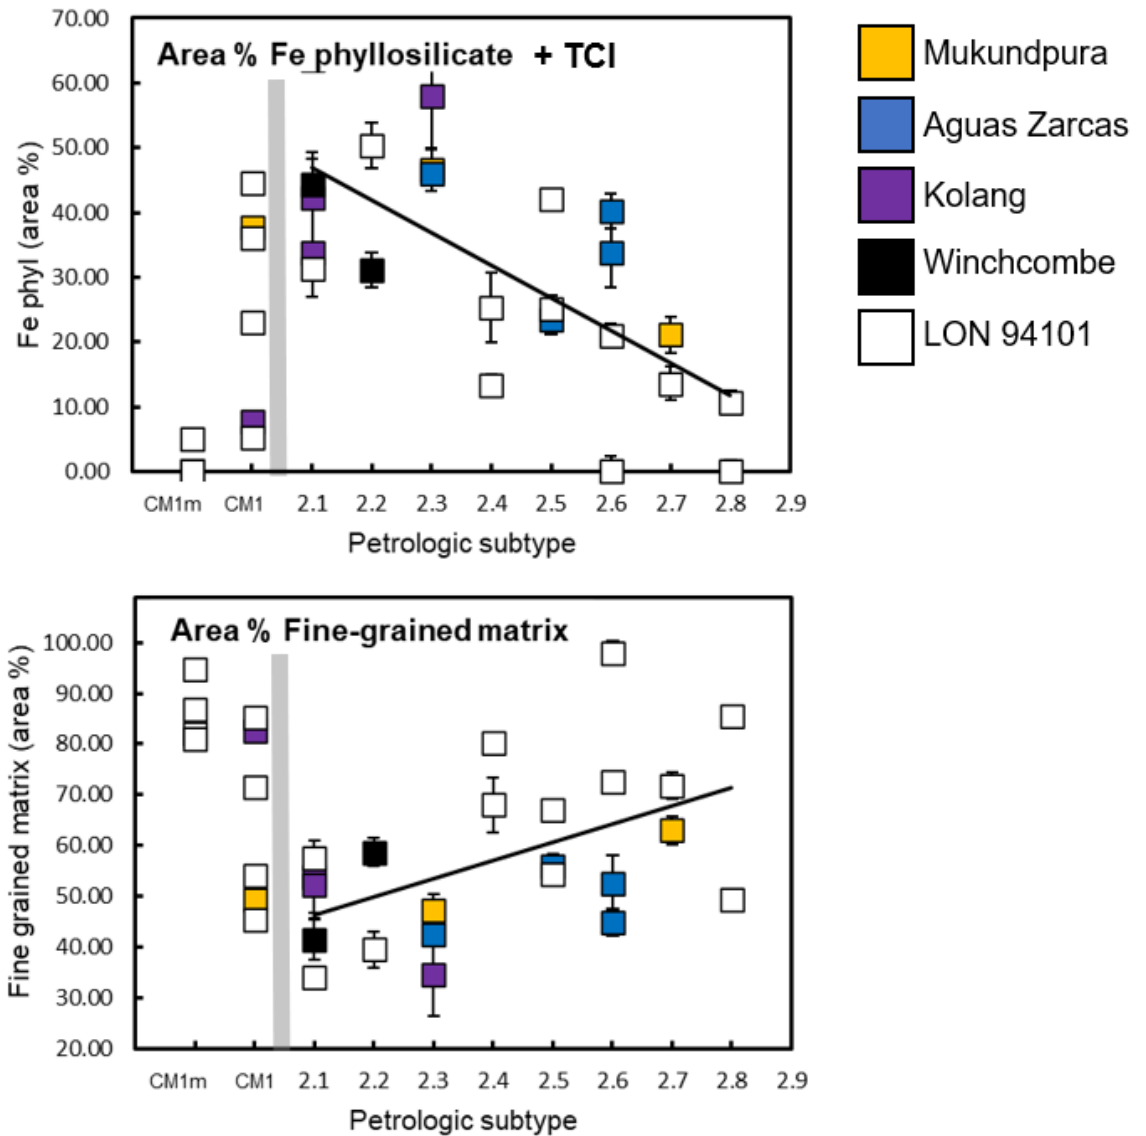 70.00
Area % Fe phyllosilicate + TCI
60.00
50.00
40.00
30.00
20.00
10.00
0.00
Fe phyl (area %)
CM1m CM1 2.1 2.2 2.3 2.4 2.5 2.6 2.7 2.8 2.9
Petrologic subtype
Mukundpura
Aguas Zarcas
Kolang
Winchcombe
LON 94101
Area % Fine-grained matrix
100.00
90.00
80.00
70.00
60.00
50.00
40.00
30.00
20.00
Fine grained matrix (area %)
CM1m CM1 2.1 2.2 2.3 2.4 2.5 2.6 2.7 2.8 2.9
Petrologic subtype